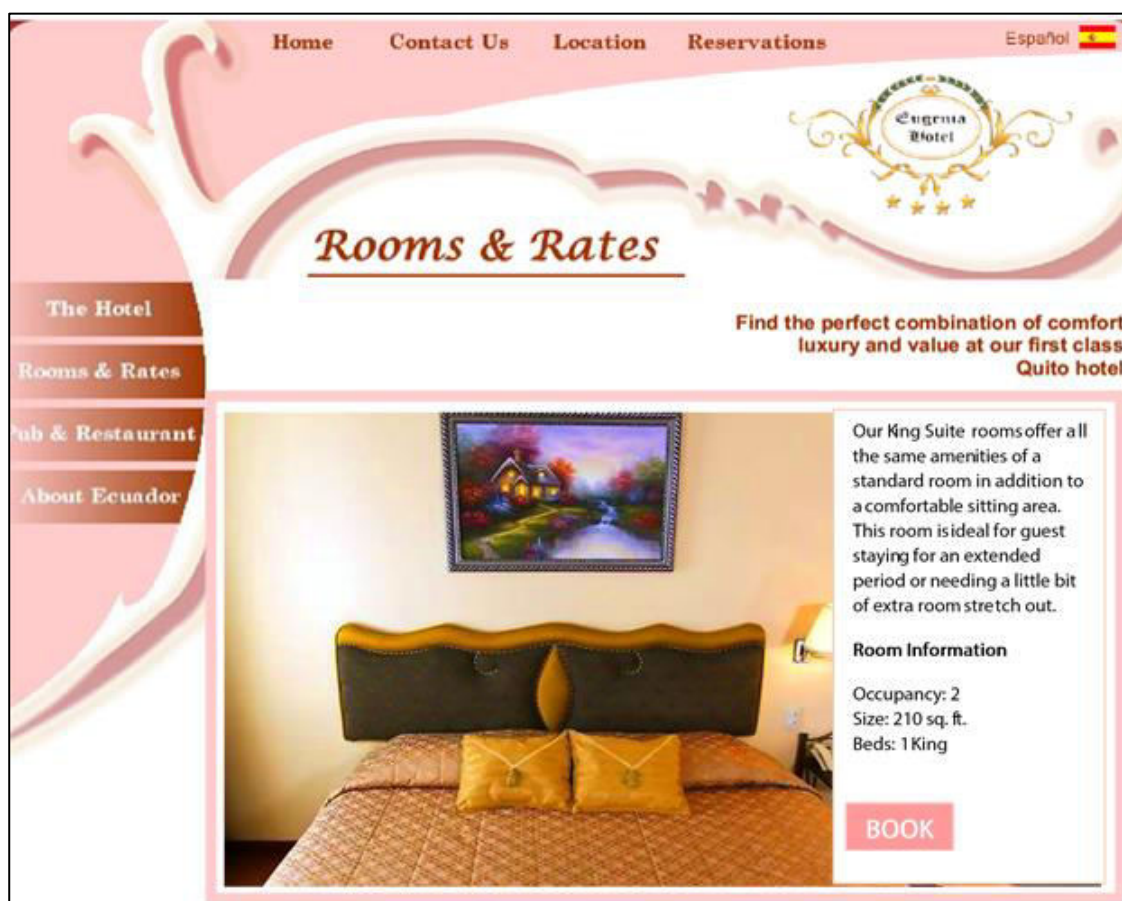 Home Contact Us Location Reservations Español
Eugenia
Hotel
Rooms & Rates
The Hotel
Rooms & Rates
Pub & Restaurant
About Ecuador
Find the perfect combination of comfort
luxury and value at our first class
Quito hotel
Our King Suite rooms offer all
the same amenities of a
standard room in addition to
a comfortable sitting area.
This room is ideal for guest
staying for an extended
period or needing a little bit
of extra room stretch out.
Room Information
Occupancy: 2
Size: 210 sq. ft.
Beds: 1 King
BOOK